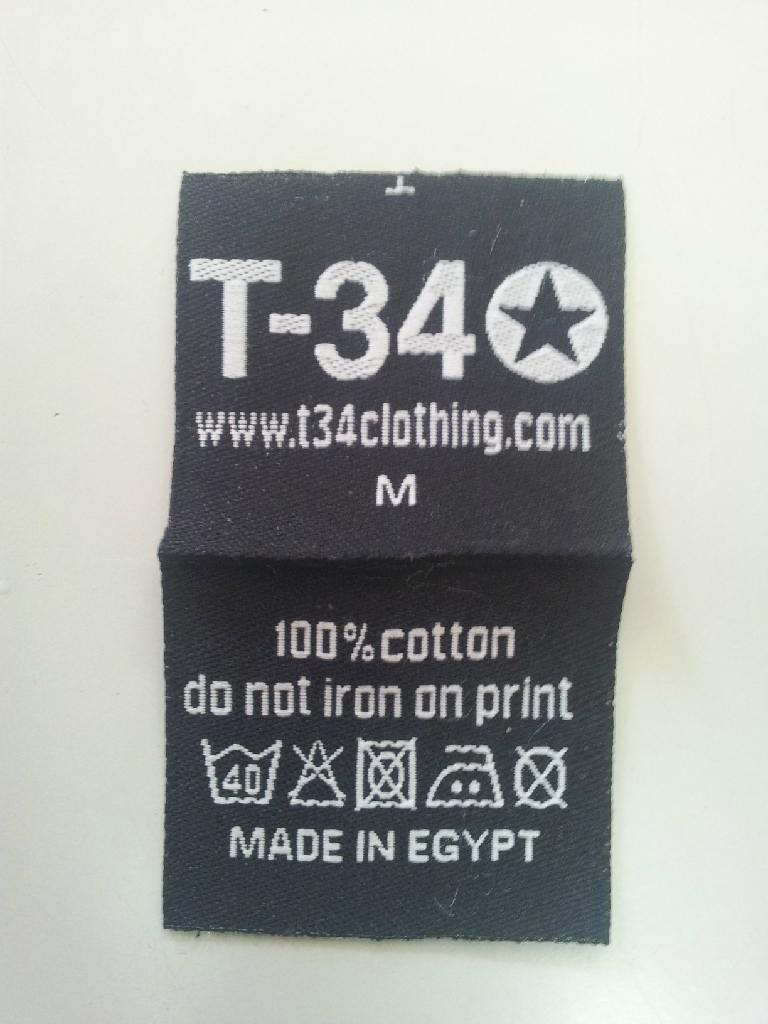 T-34
www.t34clothing.com
M
100% cotton
do not iron on print
40
MADE IN EGYPT